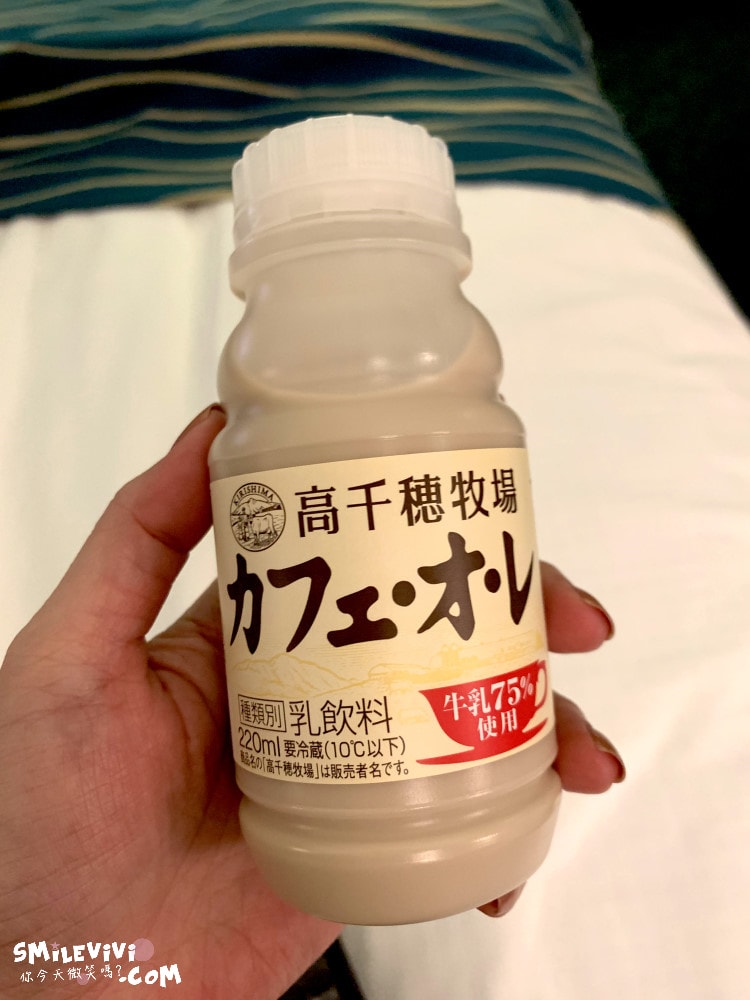 KIRISHIMA
高千穂牧場
カフェ・オ・レ
種類別 乳飲料
220ml 要冷蔵(10℃以下)
商品名の「高千穂牧場」は販売者名です。
牛乳75%
使用
SMiLEViVi
你今天微笑嗎?.COM